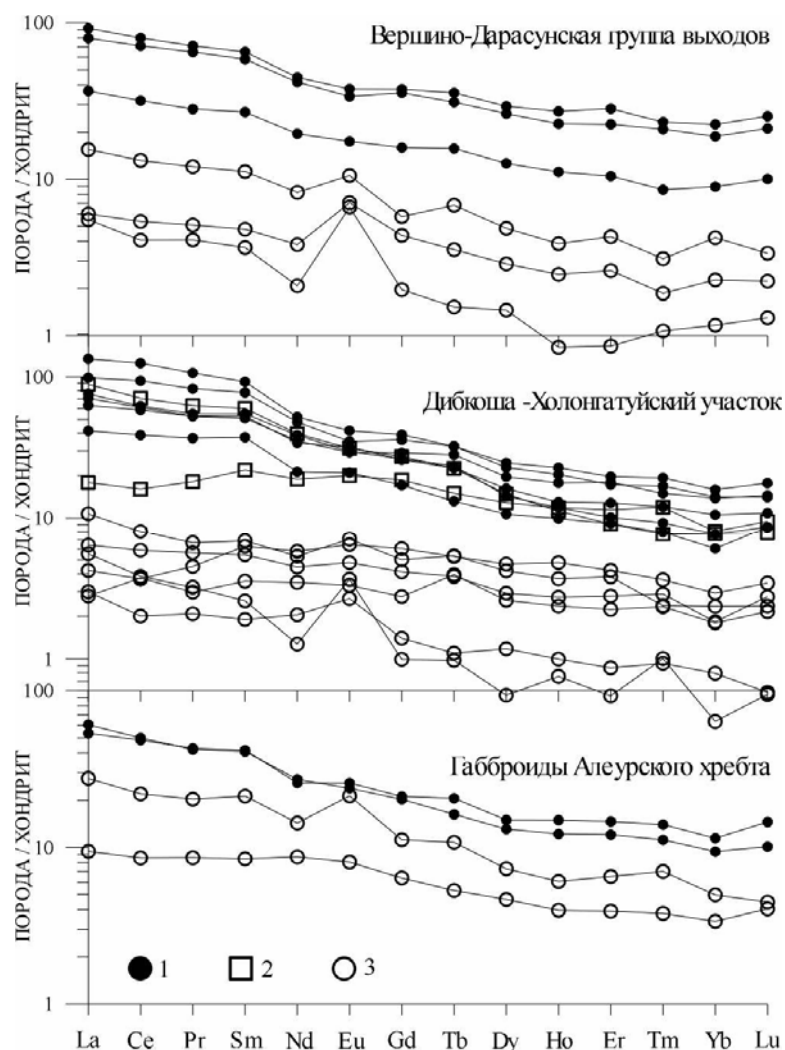 100
Вершино-Дарасунская группа выходов
ПОРОДА / ХОНДРИТ
10
1
100
Дибкоша -Холонгатуйский участок
ПОРОДА / ХОНДРИТ
10
1
100
Габброиды Алеурского хребта
ПОРОДА / ХОНДРИТ
10
1 2 3
1
La Ce Pr Sm Nd Eu Gd Tb Dy Ho Er Tm Yb Lu